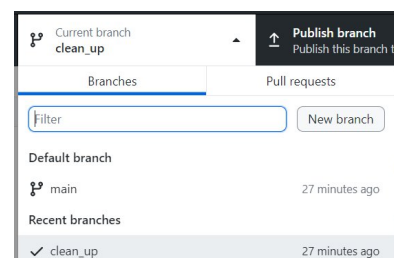 Current branch
clean_up
Publish branch
Publish this branch t
Branches
Pull requests
Filter
New branch
Default branch
main
27 minutes ago
Recent branches
clean_up
27 minutes ago